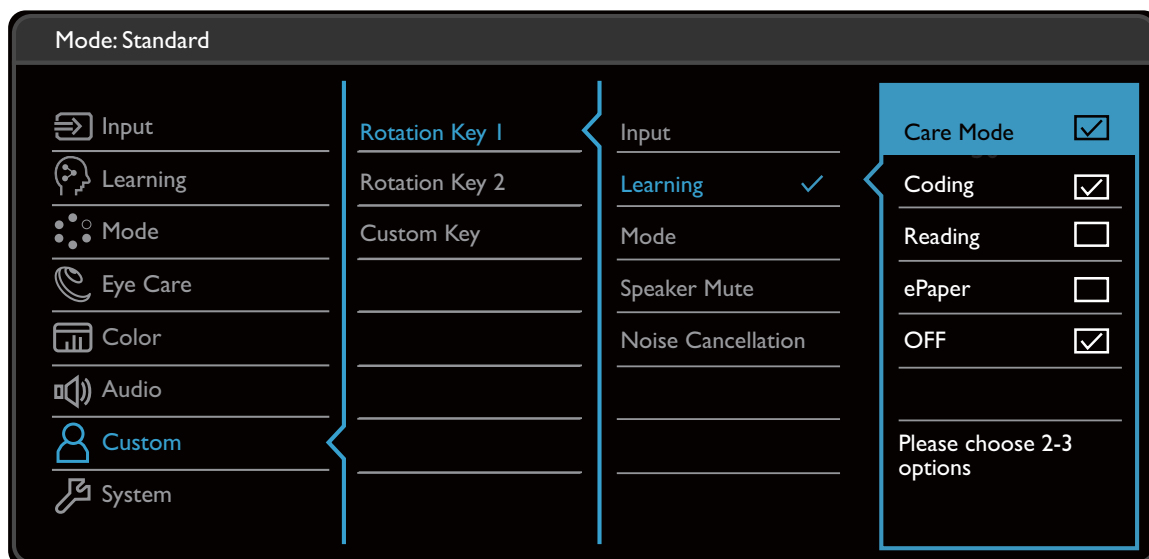 Mode: Standard
Input
Learning
Mode
Eye Care
Color
Audio
Custom
System
Rotation Key 1
Rotation Key 2
Custom Key
Input
Learning
Mode
Speaker Mute
Noise Cancellation
Care Mode
Coding
Reading
ePaper
OFF
Please choose 2-3
options